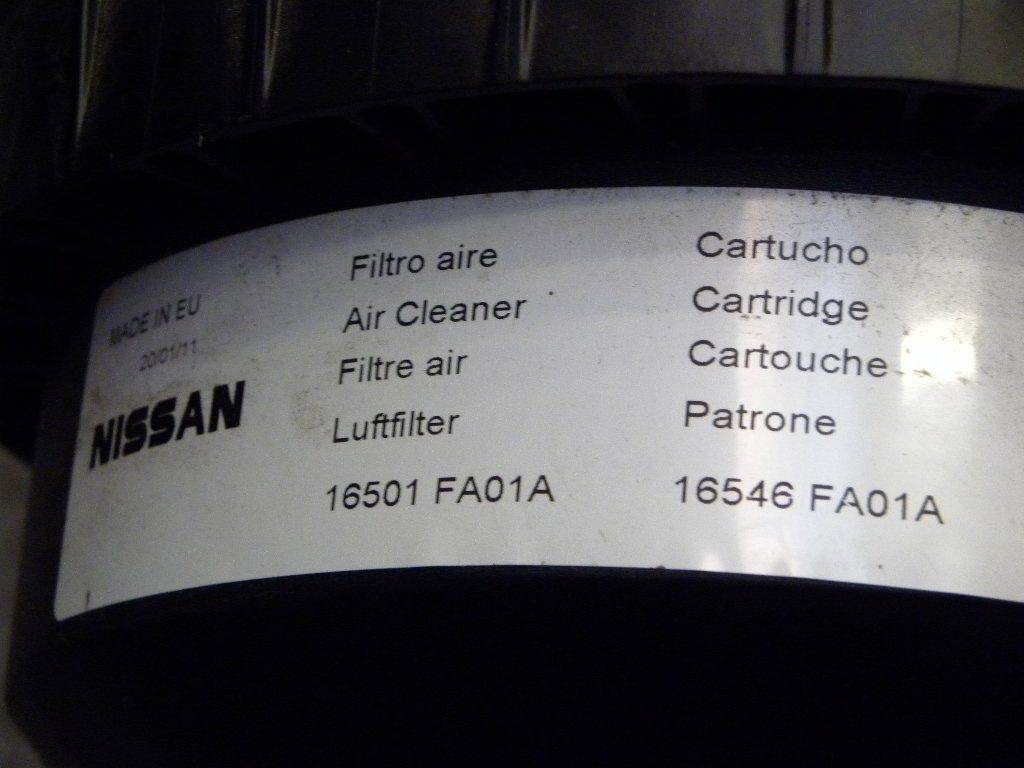 MADE IN EU
20/01/11
NISSAN
Filtro aire
Air Cleaner
Filtre air
Luftfilter
16501 FA01A
Cartucho
Cartridge
Cartouche
Patrone
16546 FA01A